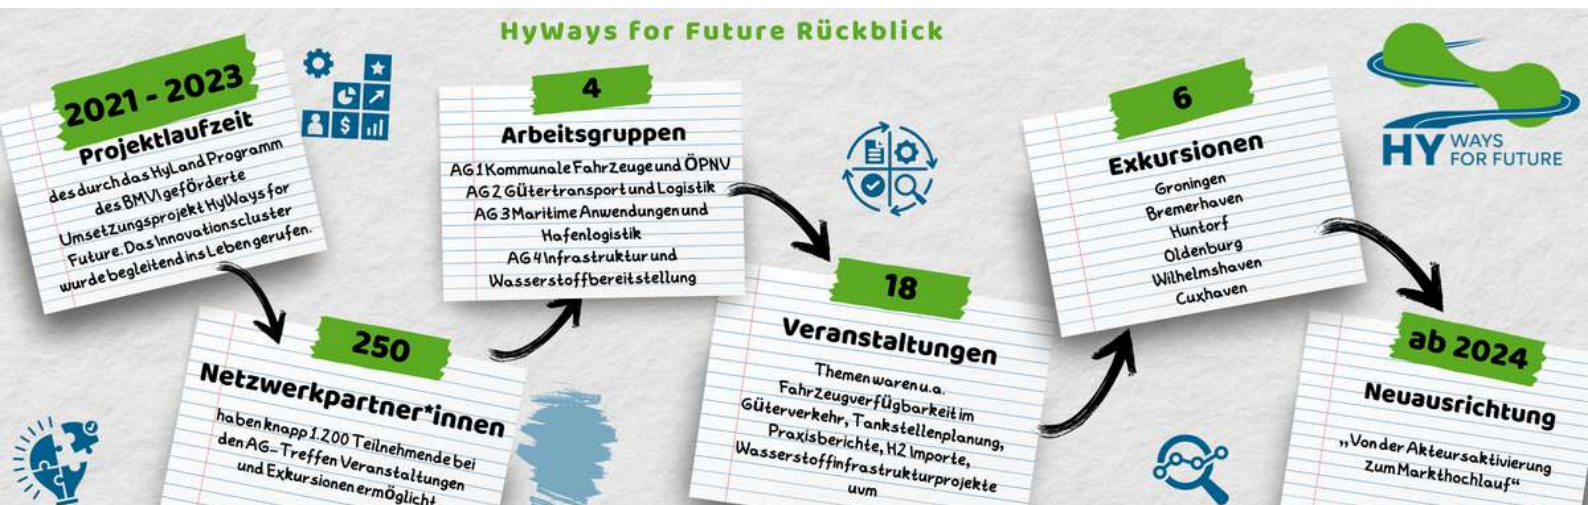 HyWays for Future Rückblick
2021 - 2023
Projektlaufzeit
des durch das HyLand Programm
des BMVI geförderte
Umsetzungsprojekt HyWays for
Future. Das Innovationscluster
wurde begleitend ins Leben gerufen.
250
Netzwerkpartner*innen
haben knapp 1.200 Teilnehmende bei
den AG-Treffen Veranstaltungen
und Exkursionen ermöglicht
4
Arbeitsgruppen
AG 1 Kommunale Fahrzeuge und ÖPNV
AG 2 Gütertransport und Logistik
AG 3 Maritime Anwendungen und
Hafenlogistik
AG 4 Infrastruktur und
Wasserstoffbereitstellung
18
Veranstaltungen
Themen waren u.a.
Fahrzeugverfügbarkeit im
Güterverkehr, Tankstellenplanung,
Praxisberichte, H2 Importe,
Wasserstoffinfrastrukturprojekte
uvm
6
Exkursionen
Groningen
Bremerhaven
Huntorf
Oldenburg
Wilhelmshaven
Cuxhaven
ab 2024
Neuausrichtung
„Von der Akteursaktivierung
zum Markthochlauf“
HY WAYS
FOR FUTURE